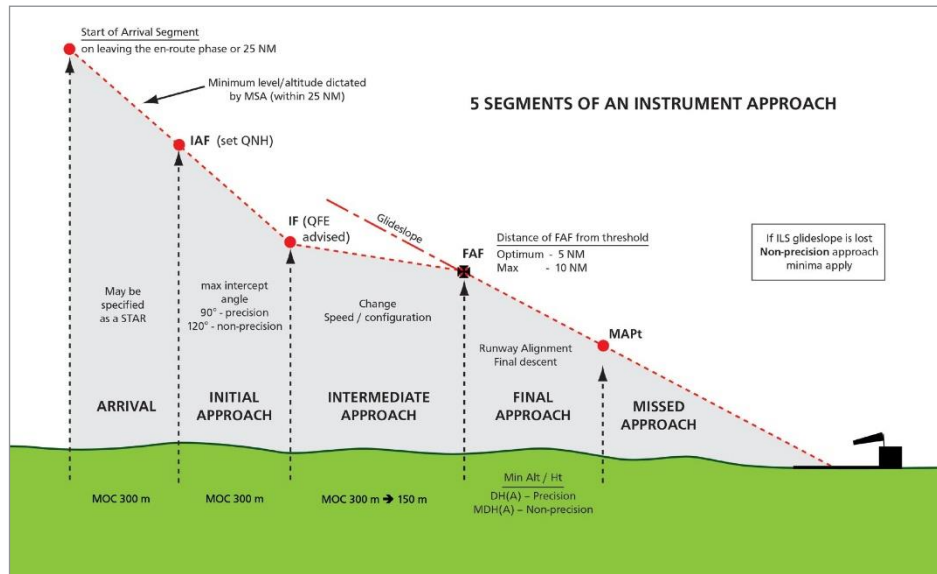 Start of Arrival Segment
on leaving the en-route phase or 25 NM
Minimum level/altitude dictated
by MSA (within 25 NM)
5 SEGMENTS OF AN INSTRUMENT APPROACH
IAF (set QNH)
IF (QFE
advised)
Glideslope
FAF
Distance of FAF from threshold
Optimum - 5 NM
Max - 10 NM
If ILS glideslope is lost
Non-precision approach
minima apply
May be
specified
as a STAR
max intercept
angle
90° - precision
120° - non-precision
Change
Speed / configuration
Runway Alignment
Final descent
MAPt
ARRIVAL
INITIAL
APPROACH
INTERMEDIATE
APPROACH
FINAL
APPROACH
MISSED
APPROACH
MOC 300 m
MOC 300 m
MOC 300 m ➔ 150 m
Min Alt / Ht
DH(A) – Precision
MDH(A) – Non-precision